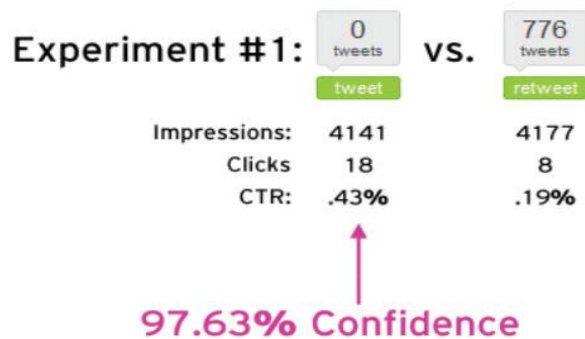 Experiment #1: 0 tweets tweet vs. 776 tweets retweet
Impressions: 4141 4177
Clicks 18 8
CTR: .43% .19%
97.63% Confidence